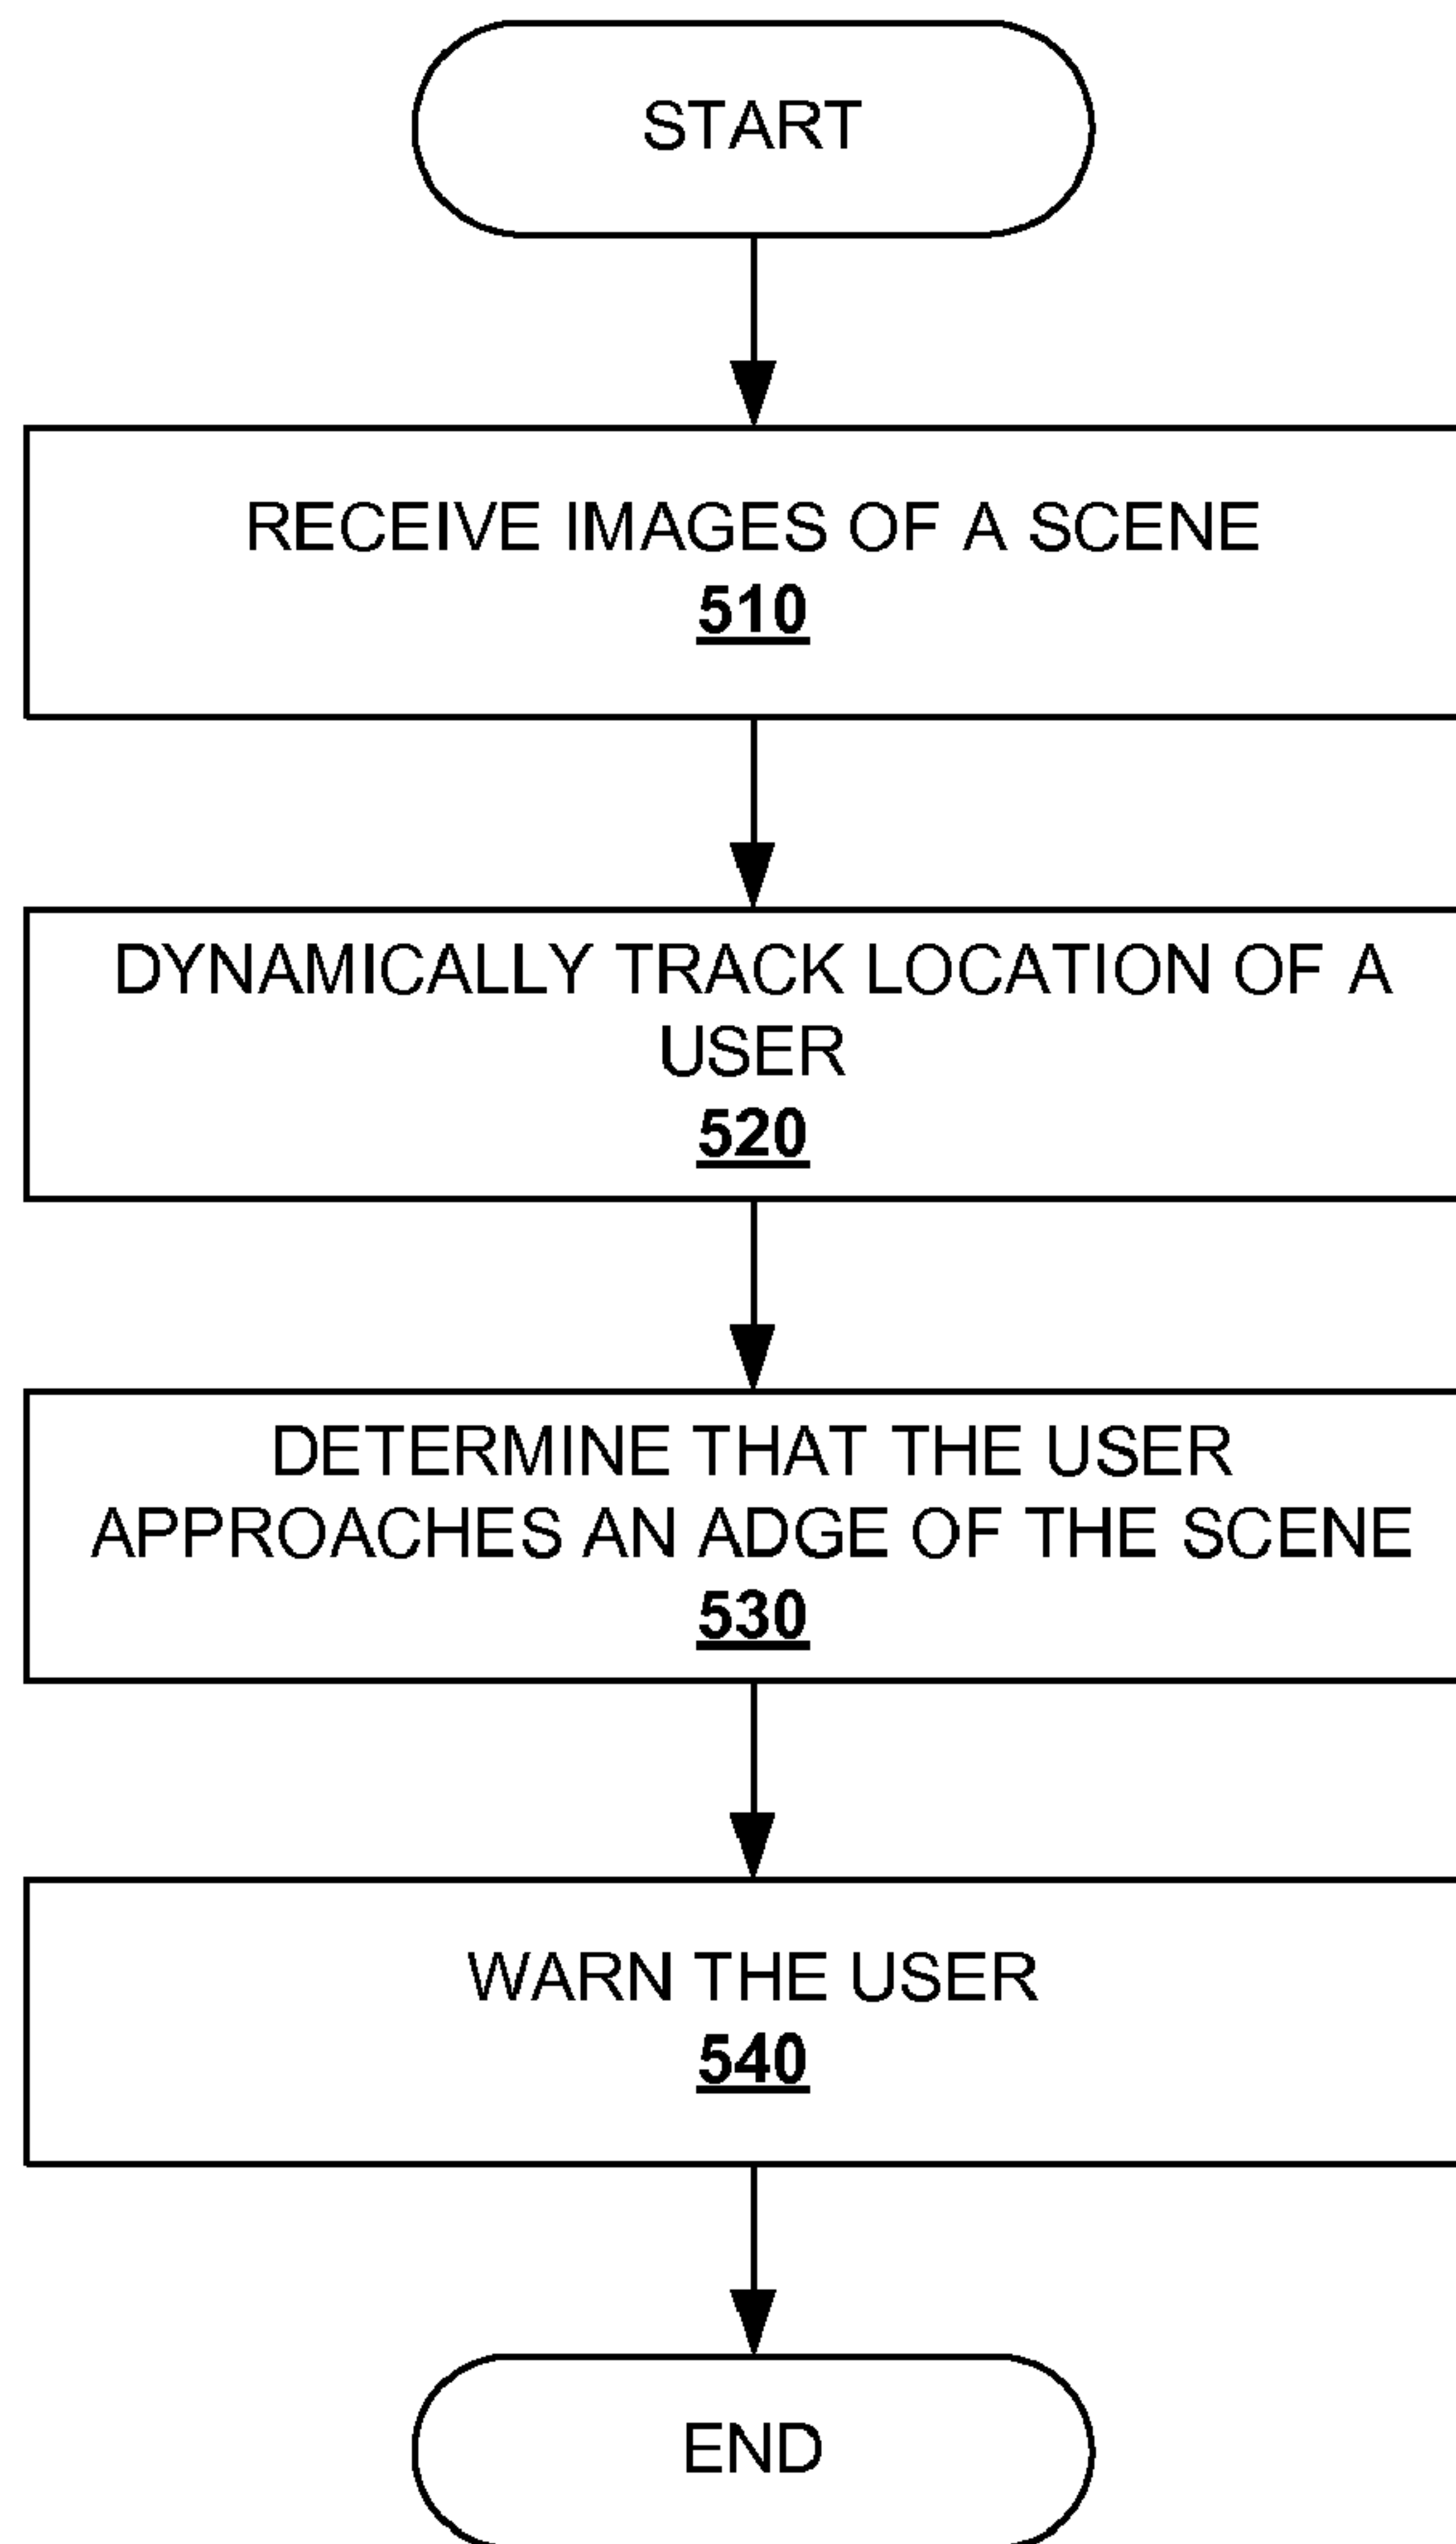 START
RECEIVE IMAGES OF A SCENE
510
DYNAMICALLY TRACK LOCATION OF A
USER
520
DETERMINE THAT THE USER
APPROACHES AN ADGE OF THE SCENE
530
WARN THE USER
540
END